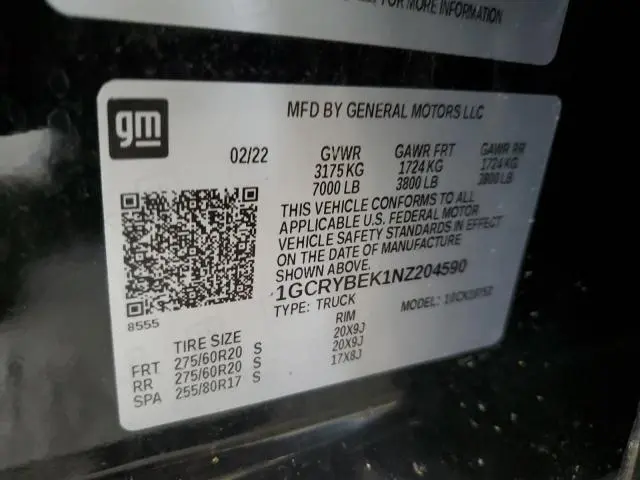 FOR MORE INFORMATION
gm
MFD BY GENERAL MOTORS LLC
02/22 GVWR GAWR FRT GAWR RR
3175 KG 1724 KG 1724 KG
7000 LB 3800 LB 3800 LB
THIS VEHICLE CONFORMS TO ALL
APPLICABLE U.S. FEDERAL MOTOR
VEHICLE SAFETY STANDARDS IN EFFECT
ON THE DATE OF MANUFACTURE
SHOWN ABOVE.
1GCRYBEK1NZ204590
TYPE: TRUCK MODEL:
8555
TIRE SIZE RIM
FRT 275/60R20 S 20X9J
RR 275/60R20 S 20X9J
SPA 255/80R17 S 17X8J